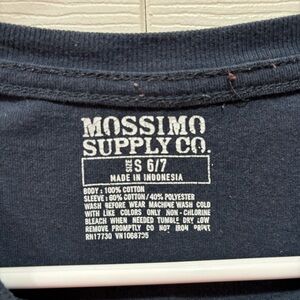 MOSSIMO
SUPPLY CO.
SIZE S 6/7
MADE IN INDONESIA
BODY : 100% COTTON
SLEEVE : 60% COTTON/40% POLYESTER
WASH BEFORE WEAR MACHINE WASH COLD
WITH LIKE COLORS ONLY NON-CHLORINE
BLEACH WHEN NEEDED TUMBLE DRY LOW
REMOVE PROMPTLY DO NOT IRON PRINT
RN17730